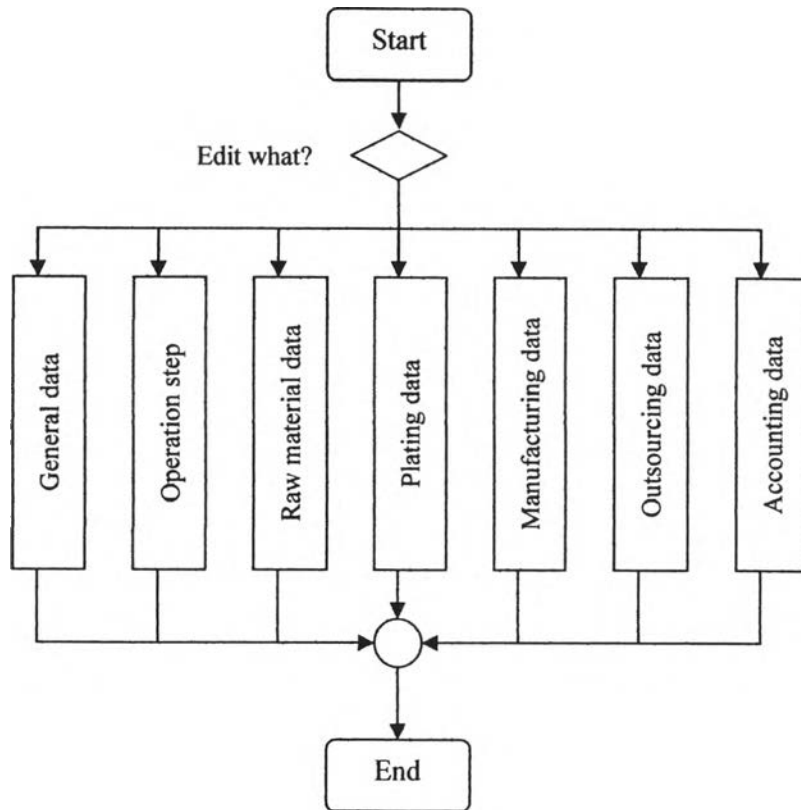 Start
Edit what?
General data
Operation step
Raw material data
Plating data
Manufacturing data
Outsourcing data
Accounting data
End